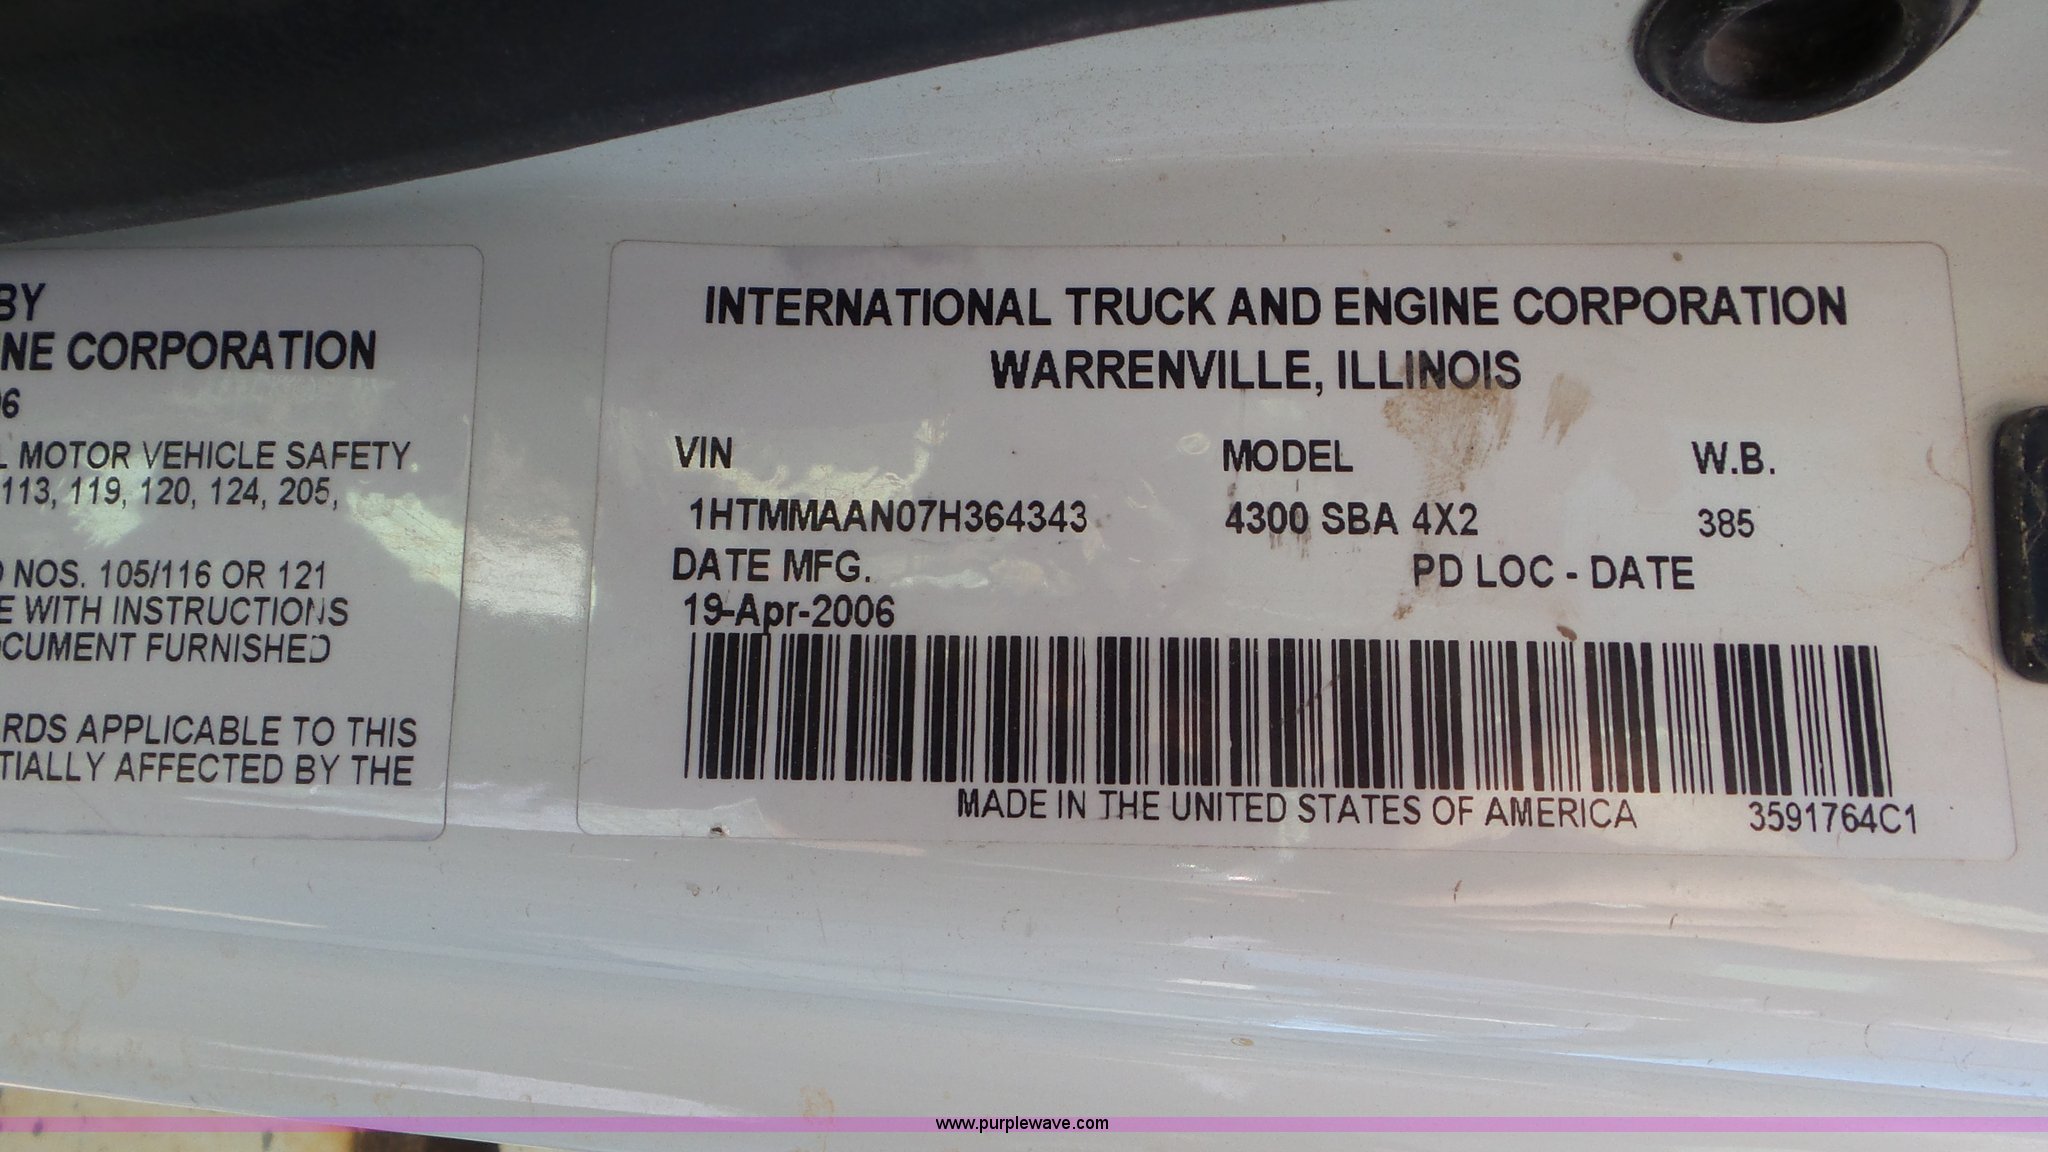 BY
NE CORPORATION
06
L MOTOR VEHICLE SAFETY
113, 119, 120, 124, 205,
NOS. 105/116 OR 121
E WITH INSTRUCTIONS
OCUMENT FURNISHED
RDS APPLICABLE TO THIS
TIALLY AFFECTED BY THE
INTERNATIONAL TRUCK AND ENGINE CORPORATION
WARRENVILLE, ILLINOIS
VIN MODEL W.B.
1HTMMAAN07H364343 4300 SBA 4X2 385
DATE MFG. PD LOC - DATE
19-Apr-2006
MADE IN THE UNITED STATES OF AMERICA 3591764C1
www.purplewave.com